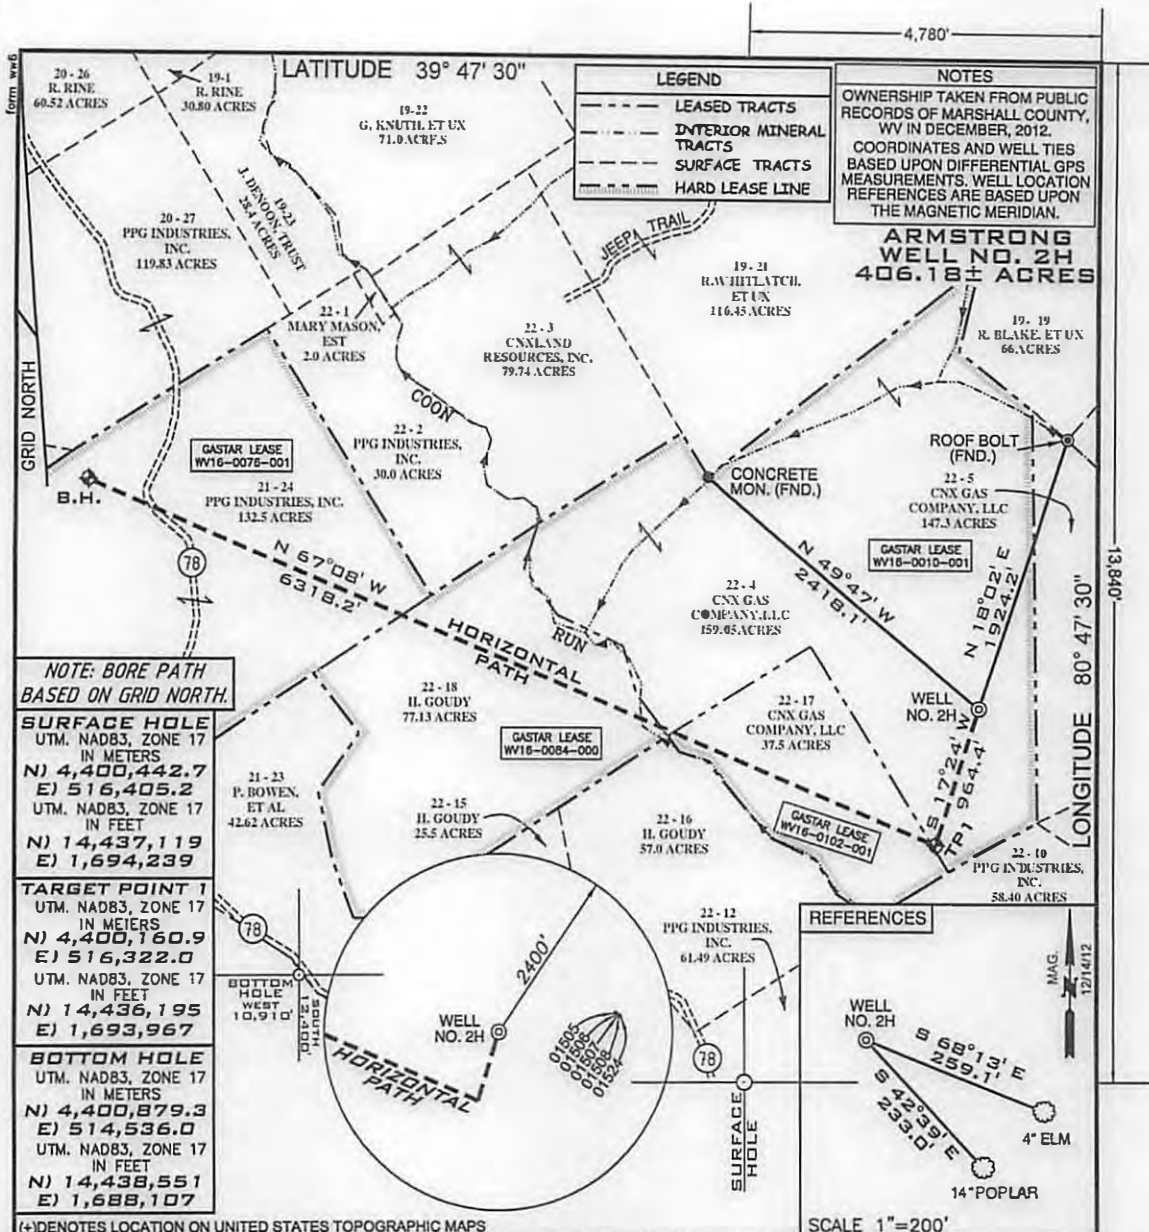 4,780'
form ww6
LATITUDE 39° 47' 30"
20 - 26
R. RINE
60.52 ACRES
19-1
R. RINE
30.80 ACRES
19-22
G. KNUTH, ET UX
71.0 ACRES
LEGEND
LEASED TRACTS
INTERIOR MINERAL
TRACTS
SURFACE TRACTS
HARD LEASE LINE
NOTES
OWNERSHIP TAKEN FROM PUBLIC
RECORDS OF MARSHALL COUNTY,
WV IN DECEMBER, 2012.
COORDINATES AND WELL TIES
BASED UPON DIFFERENTIAL GPS
MEASUREMENTS. WELL LOCATION
REFERENCES ARE BASED UPON
THE MAGNETIC MERIDIAN.
20 - 27
PPG INDUSTRIES,
INC.
119.83 ACRES
19-23
J. DENGOON, TRUST
28.4 ACRES
JEEP TRAIL
ARMSTRONG
WELL NO. 2H
406.18± ACRES
22 - 1
MARY MASON,
EST
2.0 ACRES
22 - 3
CNXLAND
RESOURCES, INC.
79.74 ACRES
19 - 21
R.WHITLATCH,
ET UX
116.45 ACRES
19 - 19
R. BLAKE, ET UX
66 ACRES
GRID NORTH
COON
22 - 2
PPG INDUSTRIES,
INC.
30.0 ACRES
GASTAR LEASE
WV16-0075-001
B.H.
21 - 24
PPG INDUSTRIES, INC.
132.5 ACRES
CONCRETE
MON. (FND.)
ROOF BOLT
(FND.)
22 - 5
CNX GAS
COMPANY, LLC
147.3 ACRES
GASTAR LEASE
WV16-0010-001
13,840'
78
N 67°08' W
6318.2'
N 49°47' W
2418.1'
N 18°02' E
1924.2'
22 - 4
CNX GAS
COMPANY,LLC
159.05 ACRES
HORIZONTAL
PATH
RUN
LONGITUDE 80° 47' 30"
NOTE: BORE PATH
BASED ON GRID NORTH.
22 - 18
H. GOUDY
77.13 ACRES
22 - 17
CNX GAS
COMPANY, LLC
37.5 ACRES
WELL
NO. 2H
S 17°24' W
964.4'
TP1
GASTAR LEASE
WV16-0084-000
SURFACE HOLE
UTM. NAD83, ZONE 17
IN METERS
N) 4,400,442.7
E) 516,405.2
UTM. NAD83, ZONE 17
IN FEET
N) 14,437,119
E) 1,694,239
21 - 23
P. BOWEN,
ET AL
42.62 ACRES
22 - 15
H. GOUDY
25.5 ACRES
22 - 16
H. GOUDY
57.0 ACRES
GASTAR LEASE
WV16-0102-001
22 - 10
PPG INDUSTRIES,
INC.
58.40 ACRES
TARGET POINT 1
UTM. NAD83, ZONE 17
IN METERS
N) 4,400,160.9
E) 516,322.0
UTM. NAD83, ZONE 17
IN FEET
N) 14,436,195
E) 1,693,967
78
BOTTOM
HOLE
WEST
10,910'
SOUTH
12,400'
2400'
WELL
NO. 2H
HORIZONTAL
PATH
01505
01506
01507
01508
01524
22 - 12
PPG INDUSTRIES,
INC.
61.49 ACRES
78
SURFACE
HOLE
REFERENCES
MAG.
N
12/14/12
WELL
NO. 2H
S 68°13' E
259.1'
S 42°39' E
233.0'
4" ELM
14" POPLAR
BOTTOM HOLE
UTM. NAD83, ZONE 17
IN METERS
N) 4,400,879.3
E) 514,536.0
UTM. NAD83, ZONE 17
IN FEET
N) 14,438,551
E) 1,688,107
(+)DENOTES LOCATION ON UNITED STATES TOPOGRAPHIC MAPS
SCALE 1"=200'